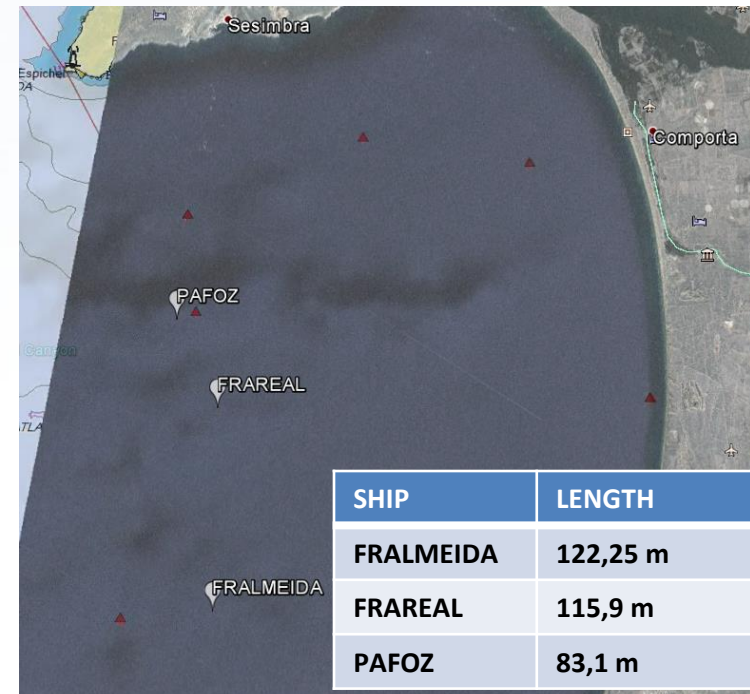 Sesimbra
Espichel
Comporta
PAFOZ
FRAREAL
FRALMEIDA
SHIP LENGTH
FRALMEIDA 122,25 m
FRAREAL 115,9 m
PAFOZ 83,1 m